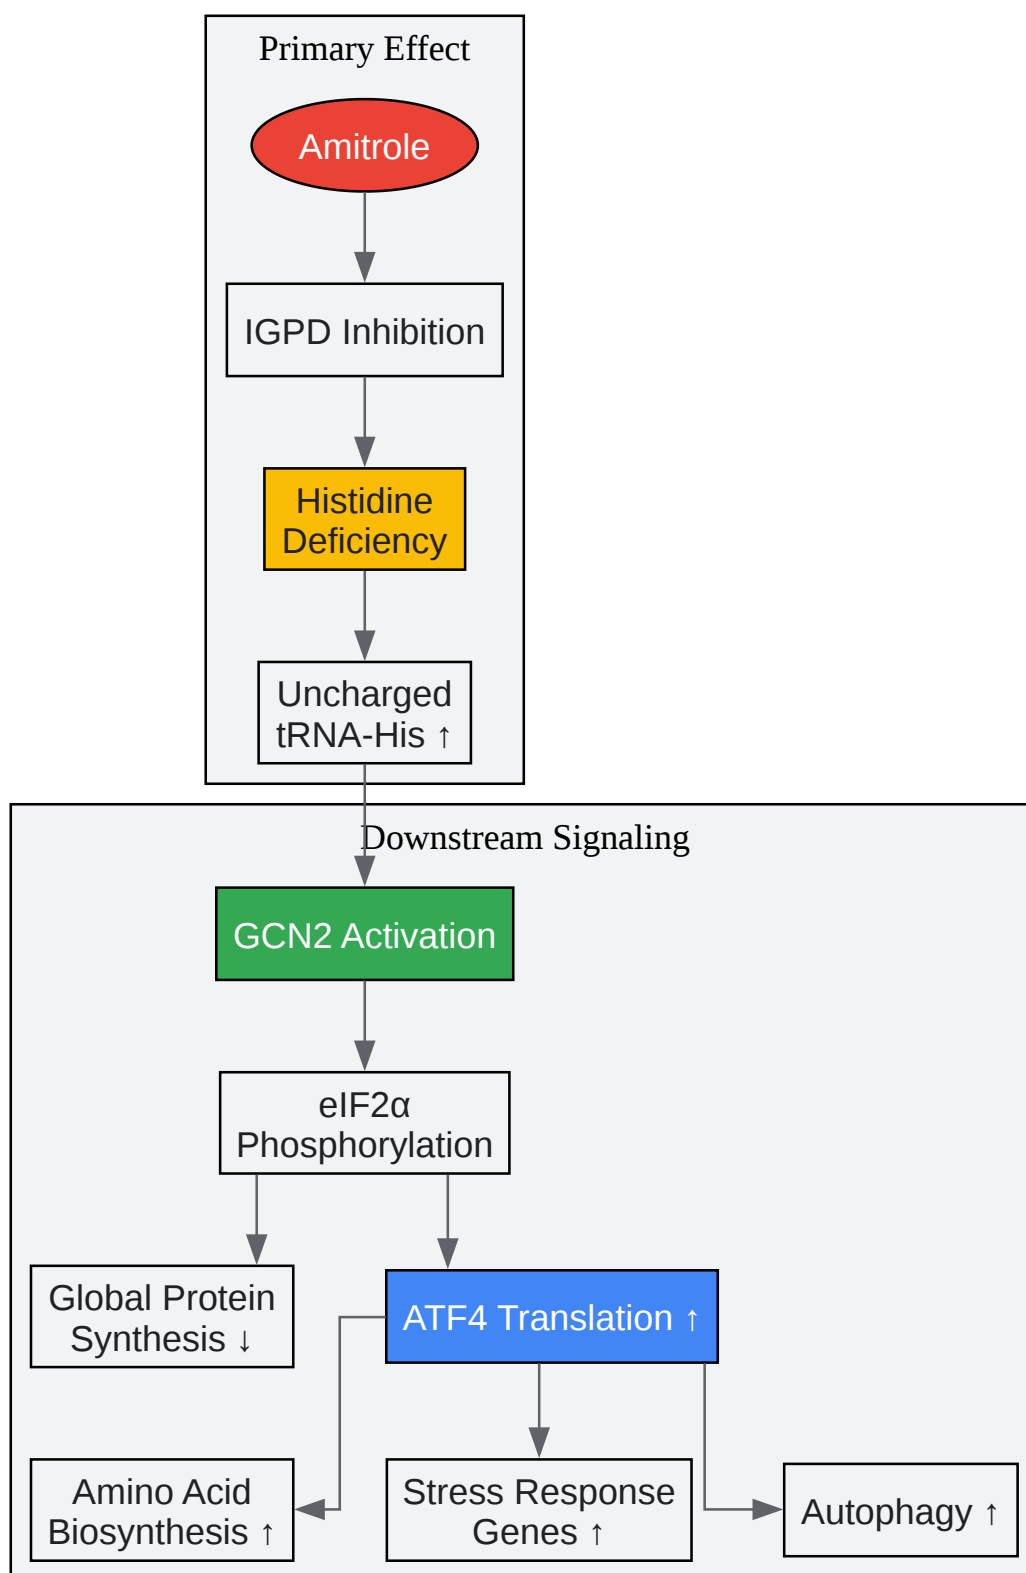 Primary Effect
Amitrole
IGPD Inhibition
Histidine
Deficiency
Uncharged
tRNA-His ↑
Downstream Signaling
GCN2 Activation
eIF2α
Phosphorylation
Global Protein
Synthesis ↓
ATF4 Translation ↑
Amino Acid
Biosynthesis ↑
Stress Response
Genes ↑
Autophagy ↑